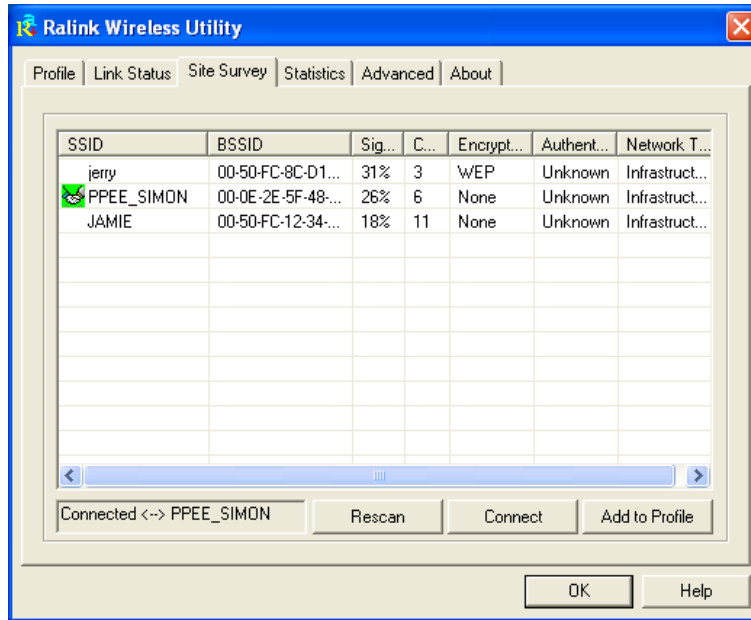 Ralink Wireless Utility
Profile Link Status Site Survey Statistics Advanced About
SSID BSSID Sig... C... Encrypt... Authent... Network T...
jerry 00-50-FC-8C-D1... 31% 3 WEP Unknown Infrastruct...
PPEE_SIMON 00-0E-2E-5F-48-... 26% 6 None Unknown Infrastruct...
JAMIE 00-50-FC-12-34-... 18% 11 None Unknown Infrastruct...
Connected <--> PPEE_SIMON Rescan Connect Add to Profile
OK Help